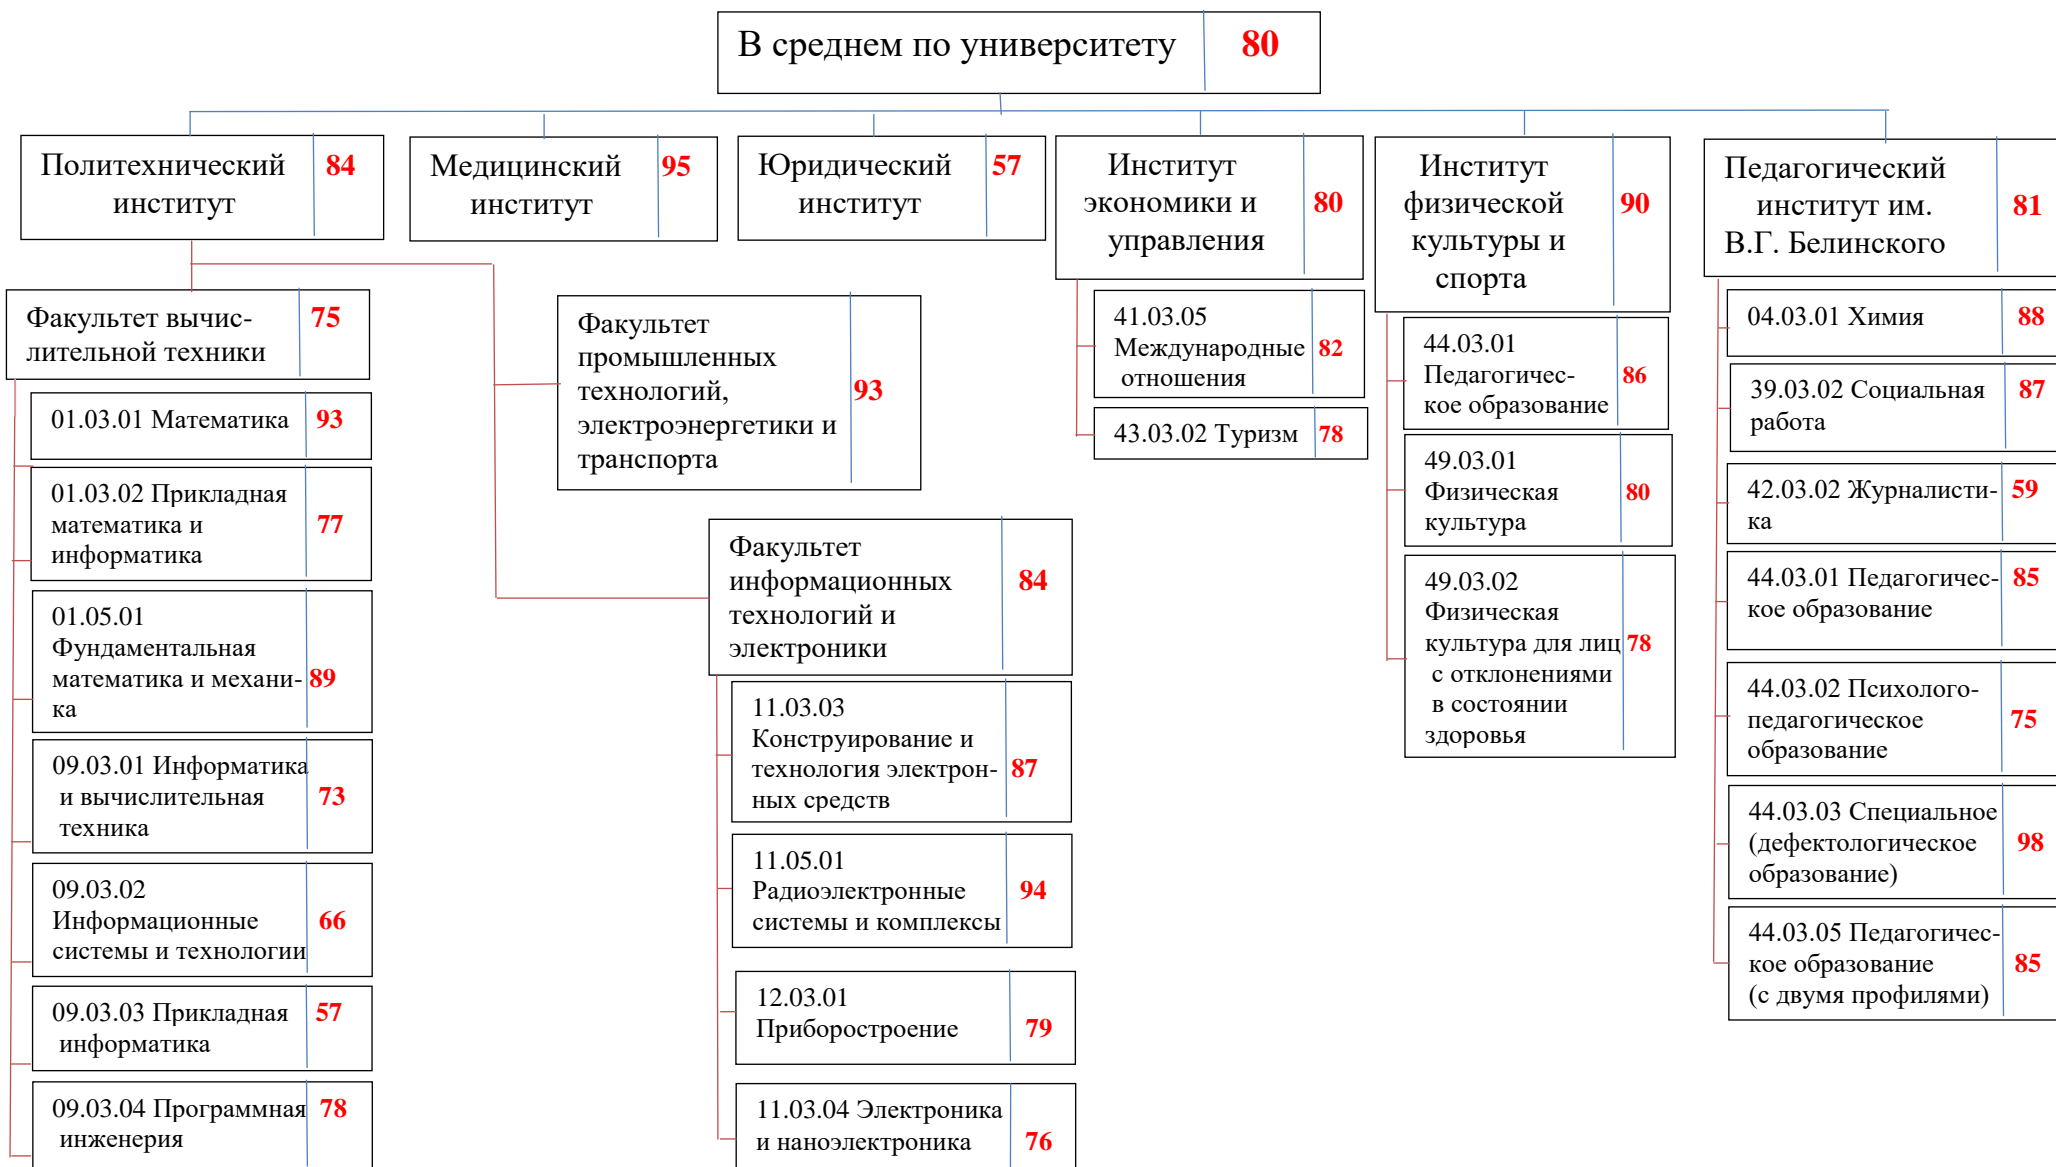 В среднем по университету 80
Политехнический 84
институт
Медицинский 95
институт
Юридический 57
институт
Институт
экономики и 80
управления
Институт
физической 90
культуры и
спорта
Педагогический
институт им. 81
В.Г. Белинского
Факультет вычис- 75
лительной техники
01.03.01 Математика 93
01.03.02 Прикладная
математика и 77
информатика
01.05.01
Фундаментальная
математика и механи- 89
ка
09.03.01 Информатика
и вычислительная 73
техника
09.03.02
Информационные 66
системы и технологии
09.03.03 Прикладная 57
информатика
09.03.04 Программная 78
инженерия
Факультет
промышленных
технологий, 93
электроэнергетики и
транспорта
Факультет
информационных 84
технологий и
электроники
11.03.03
Конструирование и
технология электрон- 87
ных средств
11.05.01
Радиоэлектронные 94
системы и комплексы
12.03.01
Приборостроение 79
11.03.04 Электроника
и наноэлектроника 76
41.03.05
Международные 82
отношения
43.03.02 Туризм 78
44.03.01
Педагогичес- 86
кое образование
49.03.01
Физическая 80
культура
49.03.02
Физическая
культура для лиц 78
с отклонениями
в состоянии
здоровья
04.03.01 Химия 88
39.03.02 Социальная 87
работа
42.03.02 Журналисти- 59
ка
44.03.01 Педагогичес- 85
кое образование
44.03.02 Психолого-
педагогическое 75
образование
44.03.03 Специальное
(дефектологическое 98
образование)
44.03.05 Педагогичес-
кое образование 85
(с двумя профилями)